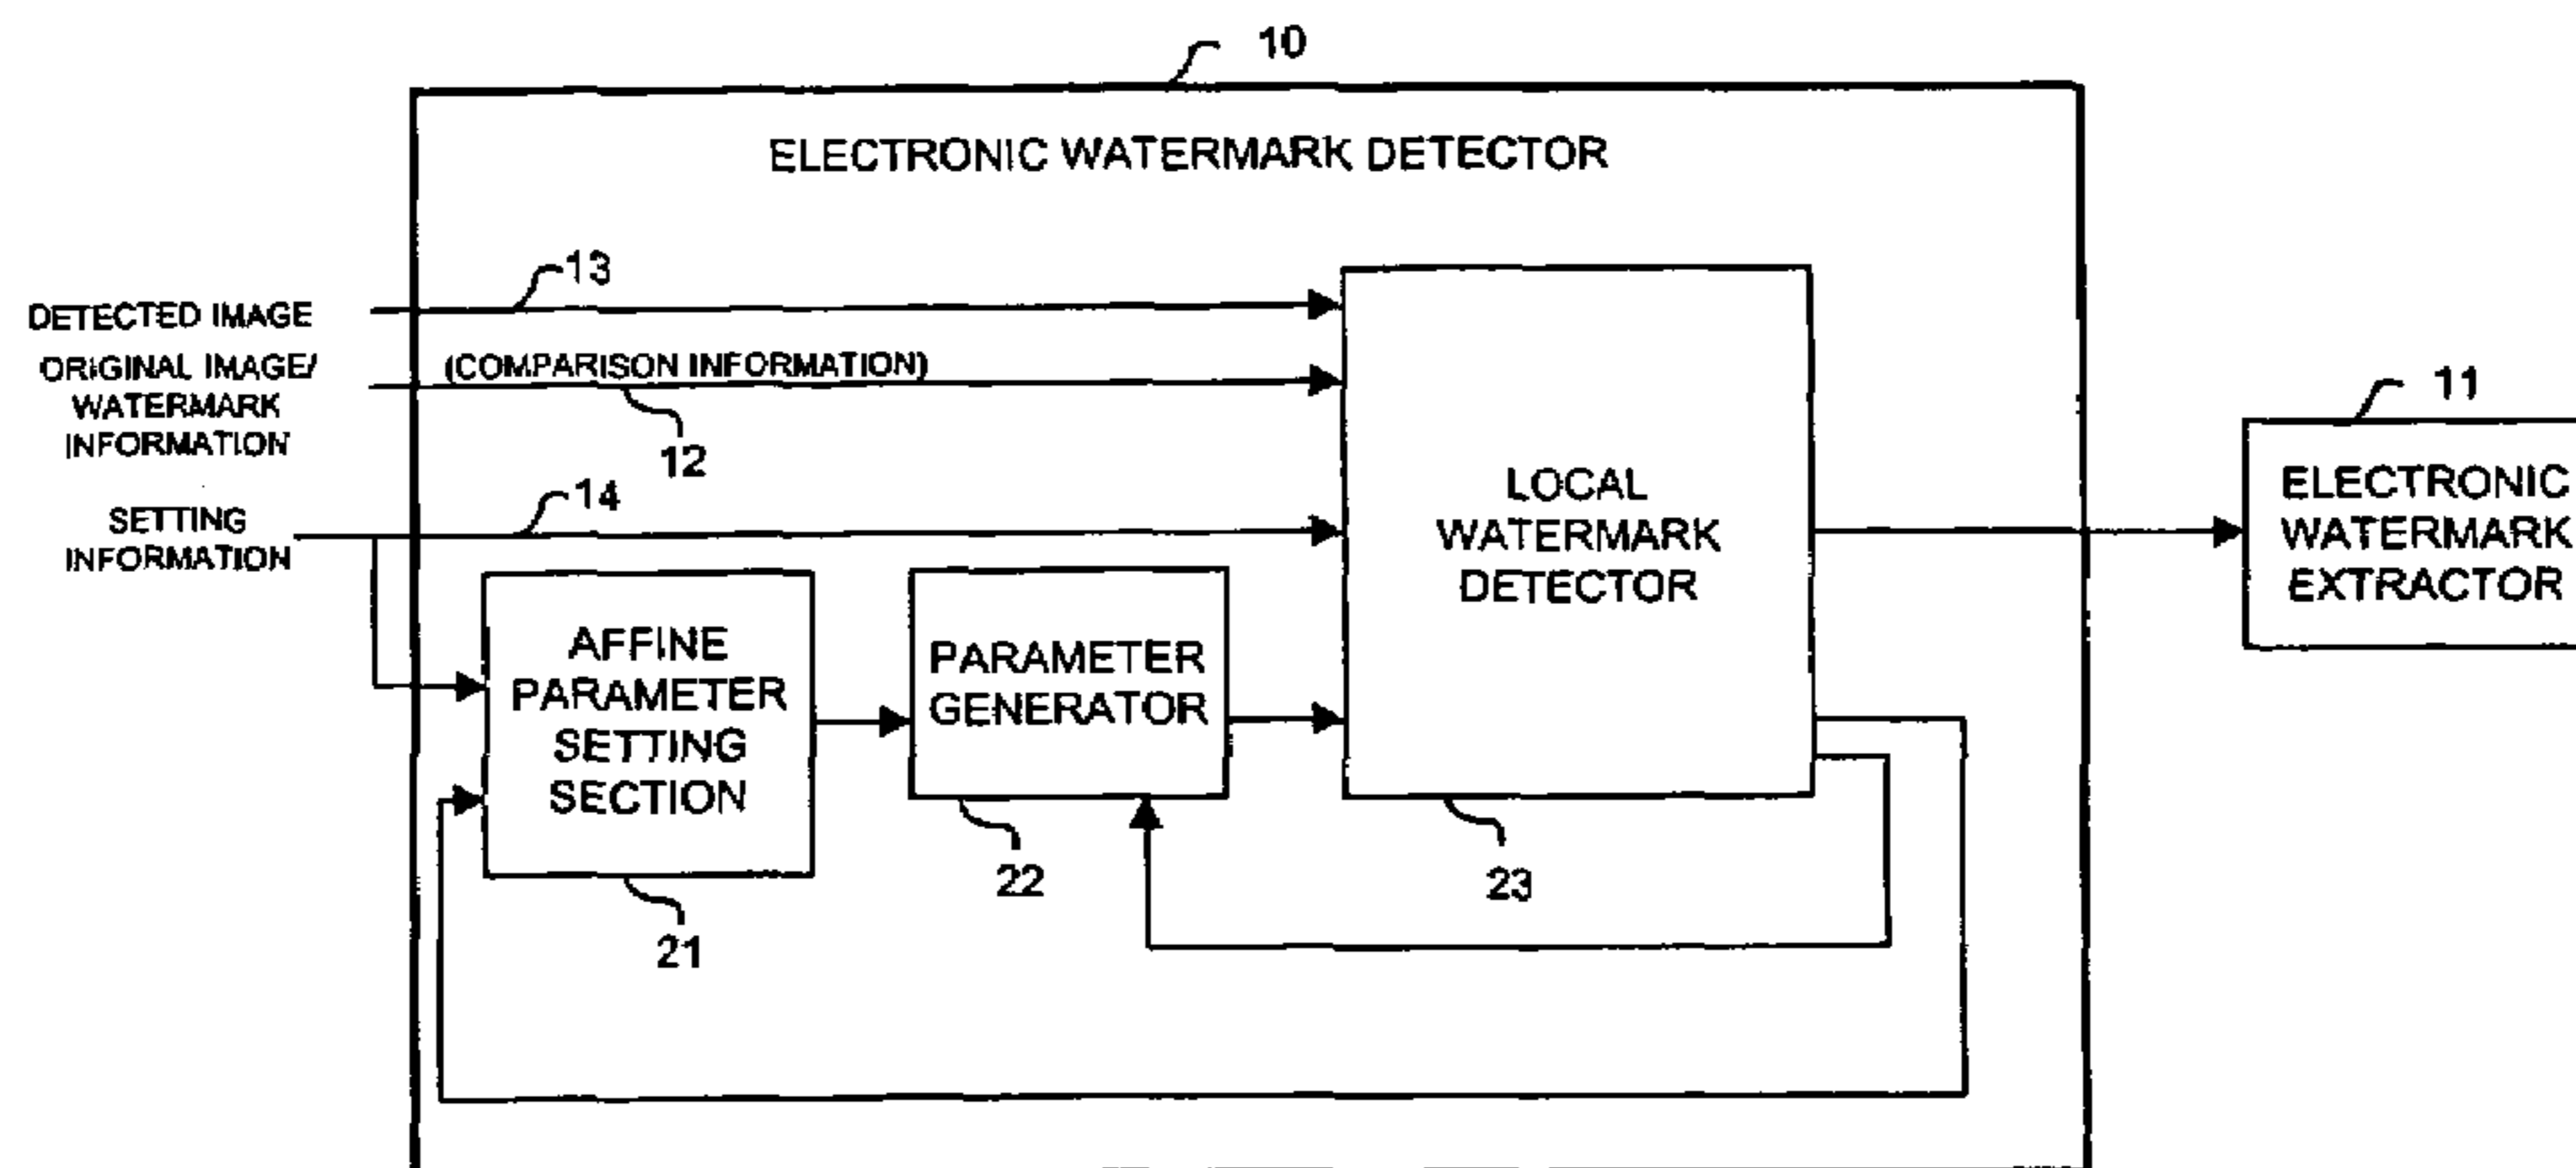 10
ELECTRONIC WATERMARK DETECTOR
13
DETECTED IMAGE
ORIGINAL IMAGE/
WATERMARK
INFORMATION
(COMPARISON INFORMATION)
12
14
SETTING
INFORMATION
AFFINE
PARAMETER
SETTING
SECTION
21
PARAMETER
GENERATOR
22
LOCAL
WATERMARK
DETECTOR
23
11
ELECTRONIC
WATERMARK
EXTRACTOR